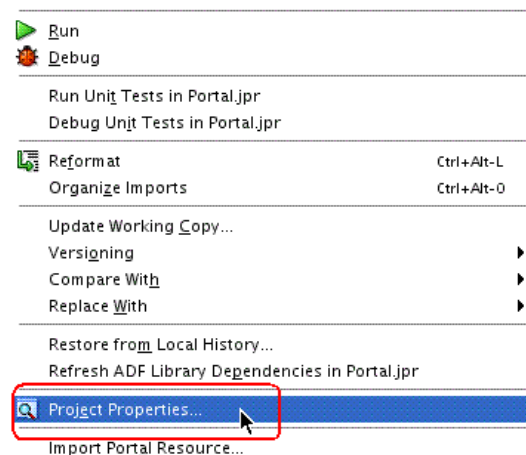 Run
Debug
Run Unit Tests in Portal.jpr
Debug Unit Tests in Portal.jpr
Reformat Ctrl+Alt-L
Organize Imports Ctrl+Alt-O
Update Working Copy...
Versioning
Compare With
Replace With
Restore from Local History...
Refresh ADF Library Dependencies in Portal.jpr
Project Properties...
Import Portal Resource...